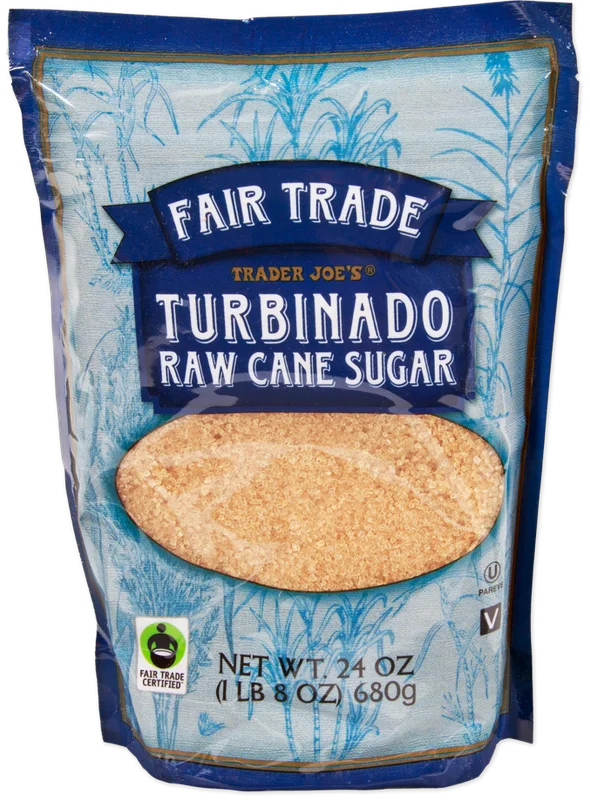 FAIR TRADE
TRADER JOE'S®
TURBINADO
RAW CANE SUGAR
U
PAREVE
V
FAIR TRADE
CERTIFIED
NET WT. 24 OZ
(1 LB 8 OZ) 680g